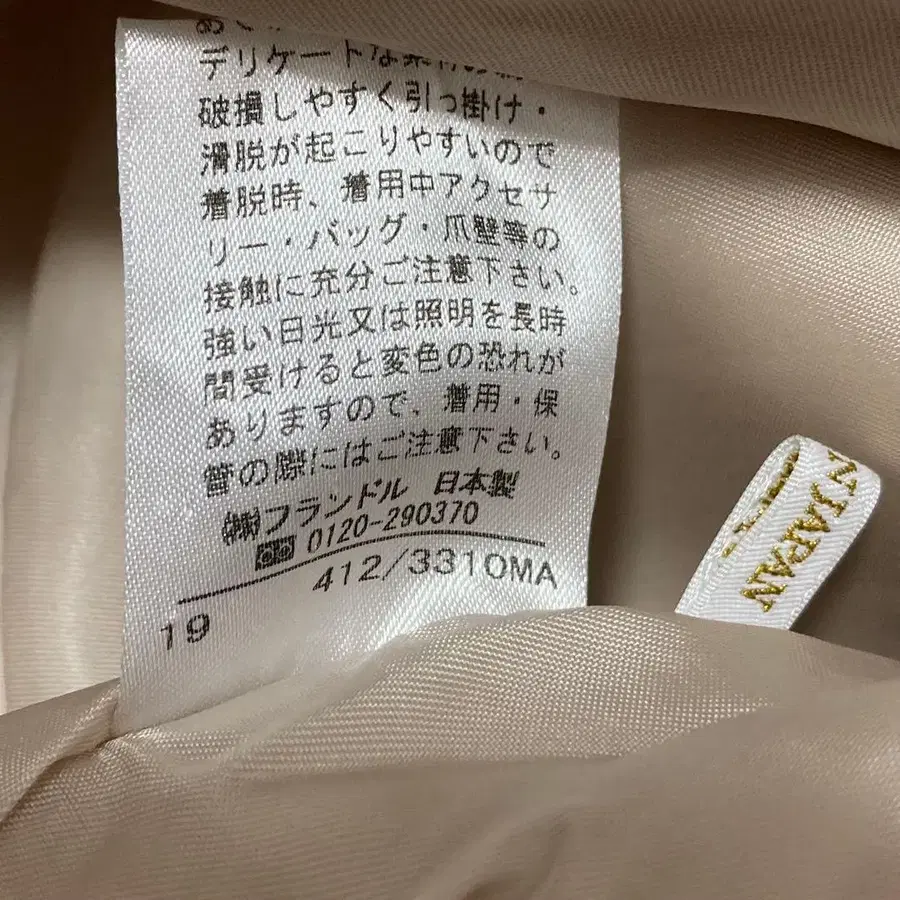 デリケートな素材の為
破損しやすく引っ掛け・
滑脱が起こりやすいので
着脱時、着用中アクセサ
リー・バッグ・爪壁等の
接触に充分ご注意下さい。
強い日光又は照明を長時
間受けると変色の恐れが
ありますので、着用・保
管の際にはご注意下さい。
㈱フランドル 日本製
0120-290370
412/3310MA
19
N JAPAN